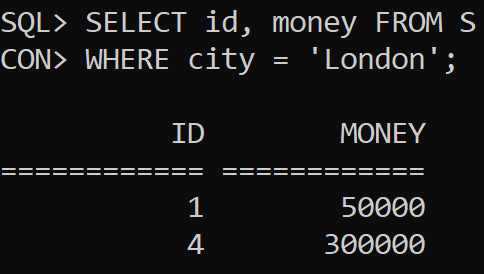 SQL> SELECT id, money FROM S
CON> WHERE city = 'London';
ID MONEY
============ ============
1 50000
4 300000